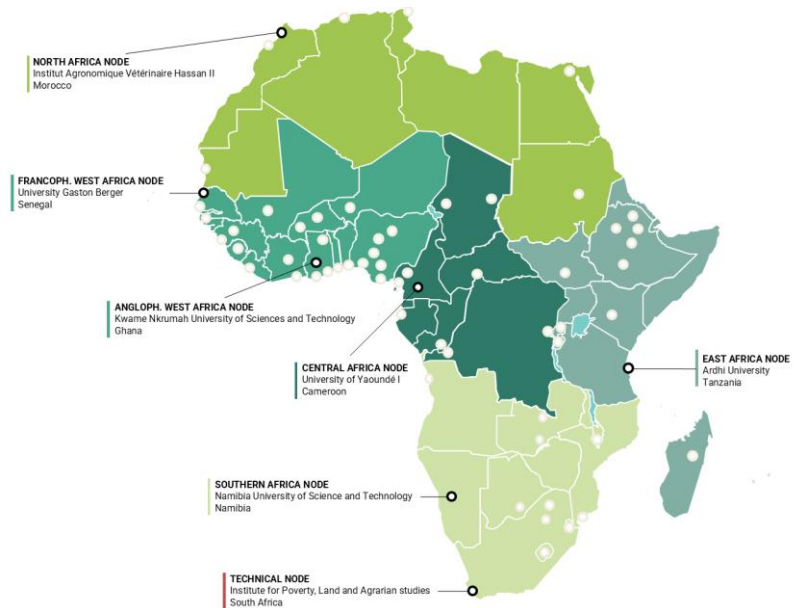 NORTH AFRICA NODE
Institut Agronomique Vétérinaire Hassan II
Morocco
FRANCOPH. WEST AFRICA NODE
University Gaston Berger
Senegal
ANGLOPH. WEST AFRICA NODE
Kwame Nkrumah University of Sciences and Technology
Ghana
CENTRAL AFRICA NODE
University of Yaoundé I
Cameroon
EAST AFRICA NODE
Ardhi University
Tanzania
SOUTHERN AFRICA NODE
Namibia University of Science and Technology
Namibia
TECHNICAL NODE
Institute for Poverty, Land and Agrarian studies
South Africa